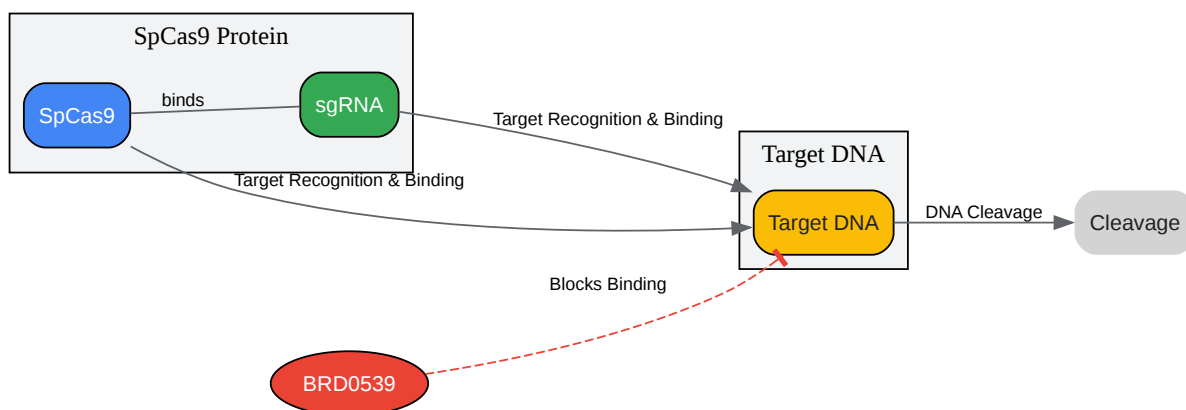 SpCas9 Protein
SpCas9
binds
sgRNA
Target Recognition & Binding
Target Recognition & Binding
Target DNA
Target DNA
DNA Cleavage
Cleavage
Blocks Binding
BRD0539